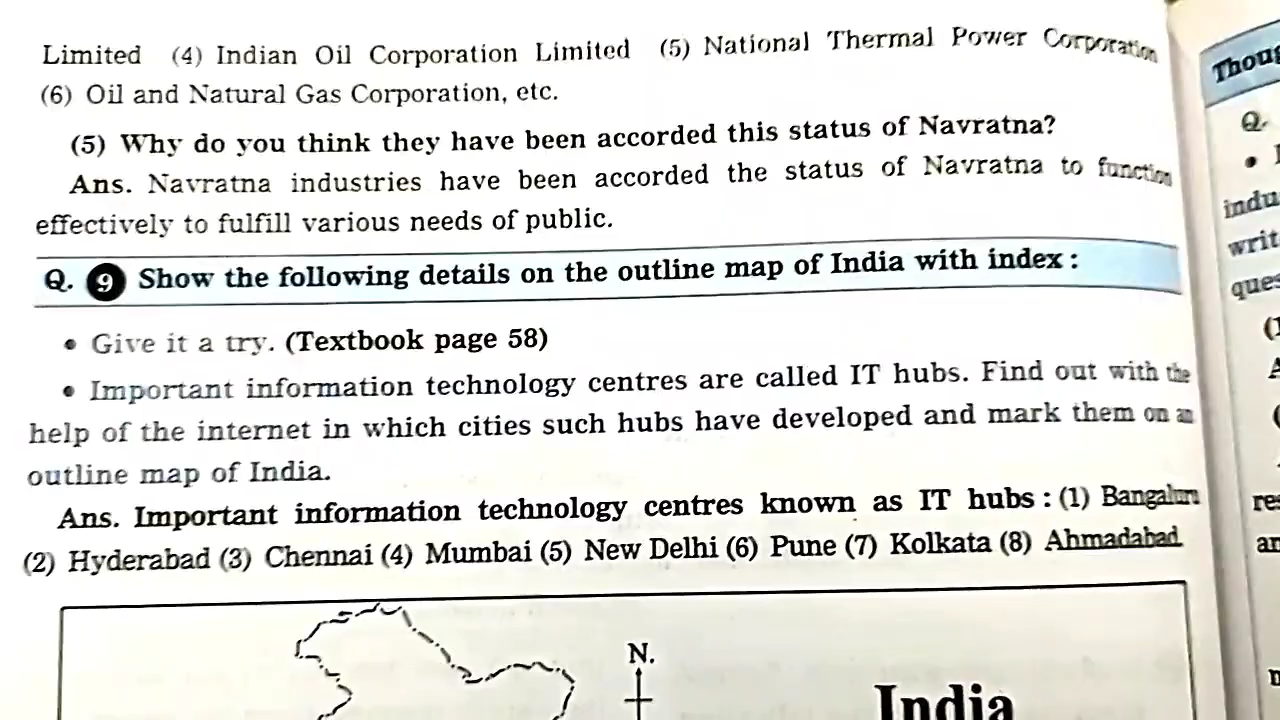 Limited (4) Indian Oil Corporation Limited (5) National Thermal Power Corporation
(6) Oil and Natural Gas Corporation, etc.
(5) Why do you think they have been accorded this status of Navratna?
Ans. Navratna industries have been accorded the status of Navratna to function
effectively to fulfill various needs of public.
Q. 9 Show the following details on the outline map of India with index :
• Give it a try. (Textbook page 58)
• Important information technology centres are called IT hubs. Find out with the
help of the internet in which cities such hubs have developed and mark them on an
outline map of India.
Ans. Important information technology centres known as IT hubs : (1) Bangaluru
(2) Hyderabad (3) Chennai (4) Mumbai (5) New Delhi (6) Pune (7) Kolkata (8) Ahmadabad
N.
India
Q.